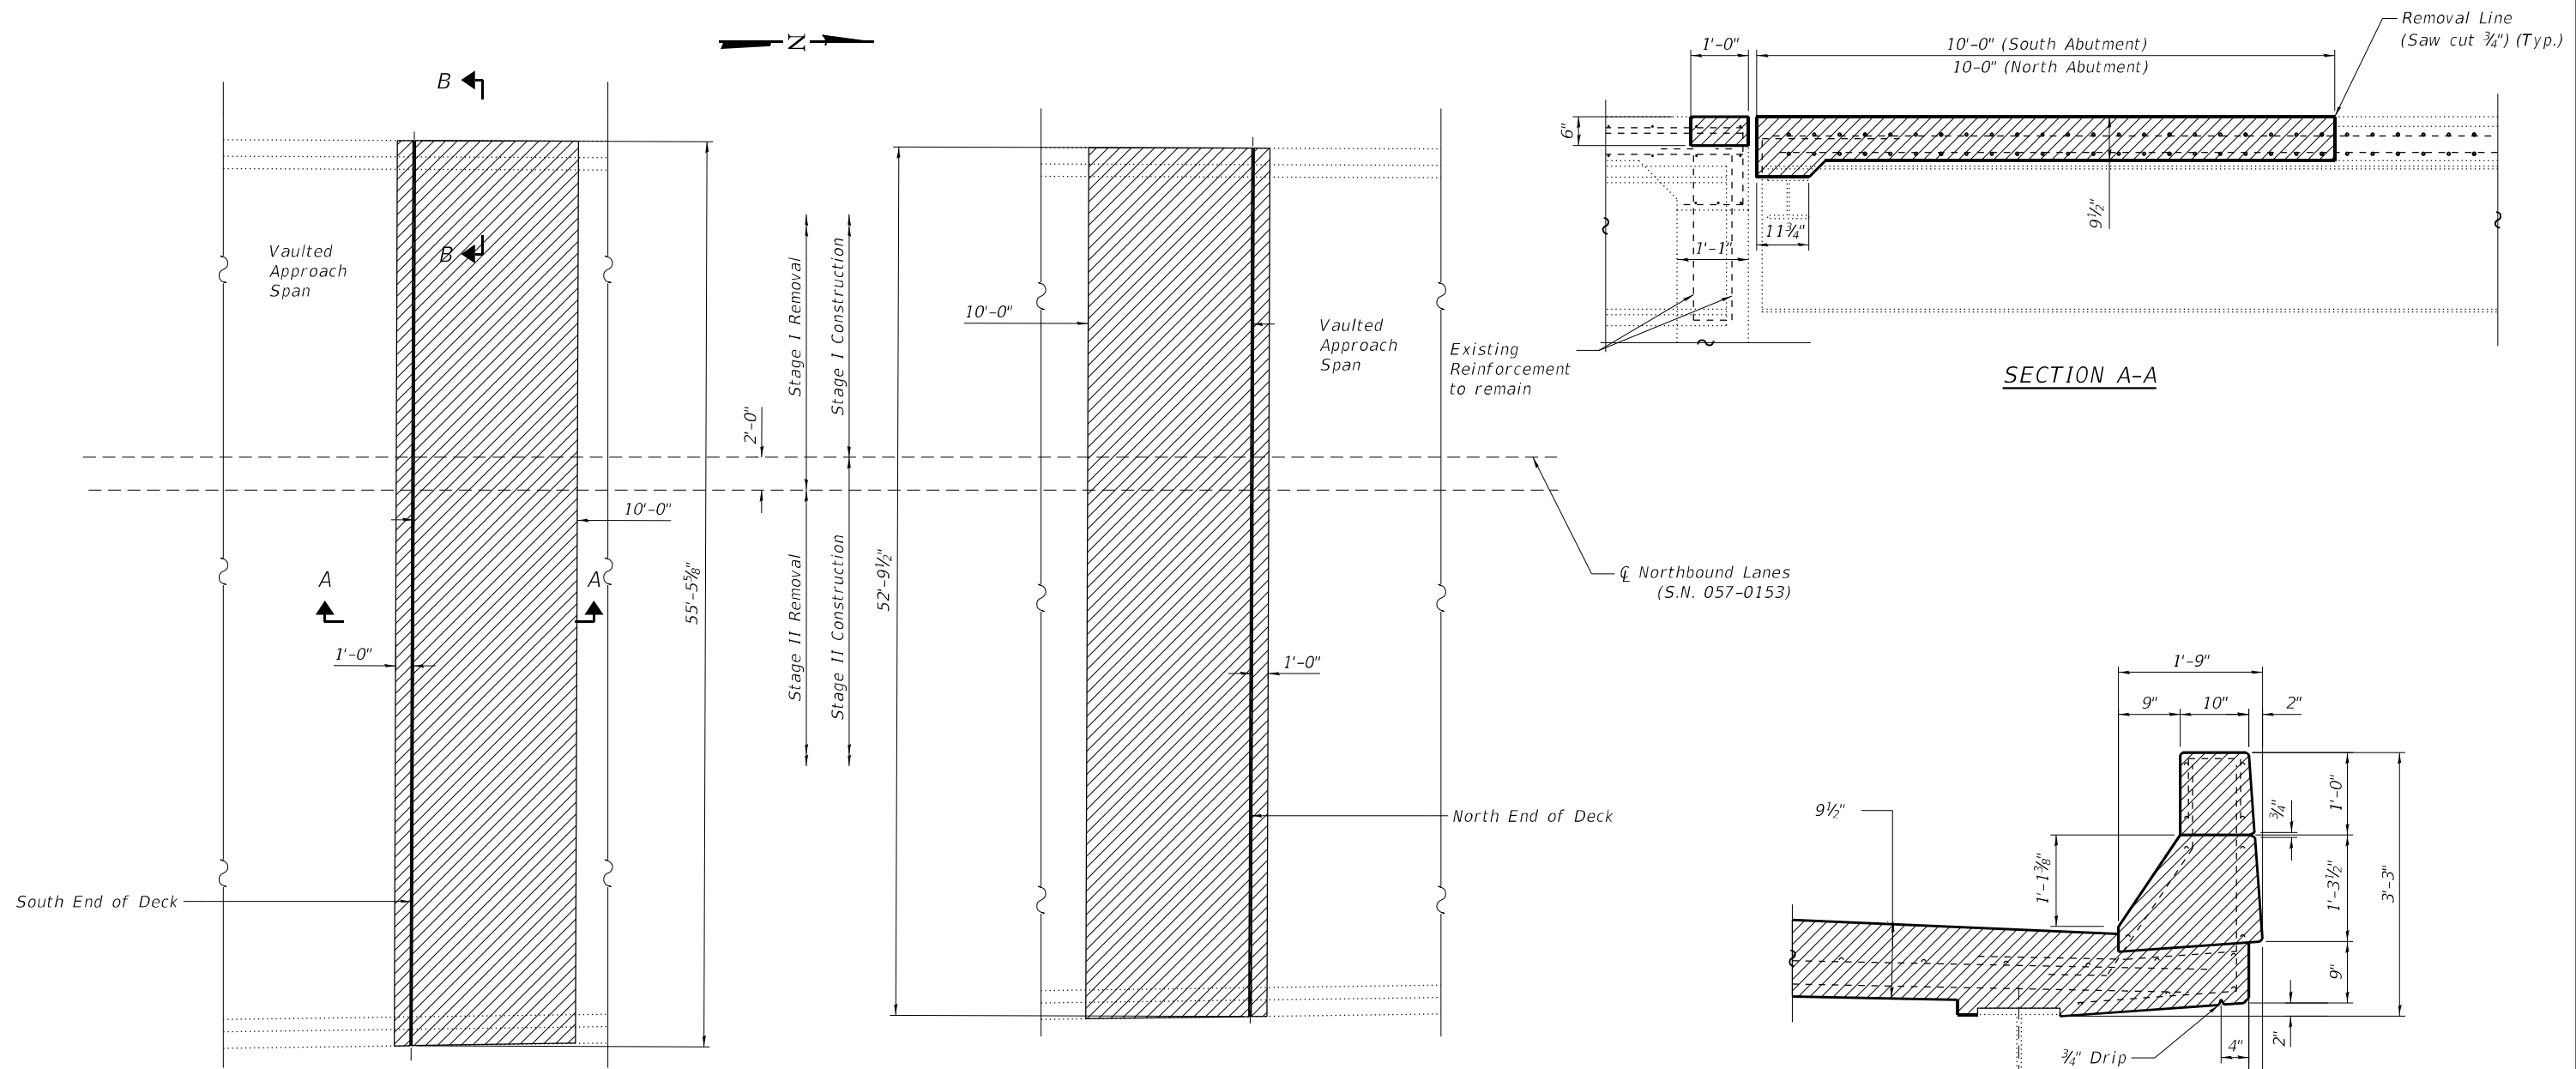 N
B
B
Vaulted
Approach
Span
A
A
1'-0"
10'-0"
55'-5⅝"
South End of Deck
2'-0"
Stage I Removal
Stage I Construction
Stage II Removal
Stage II Construction
52'-9½"
10'-0"
Vaulted
Approach
Span
1'-0"
North End of Deck
℄ Northbound Lanes
(S.N. 057-0153)
1'-0"
10'-0" (South Abutment)
10-0" (North Abutment)
Removal Line
(Saw cut ¾") (Typ.)
6"
9½"
11¾"
1'-1"
Existing
Reinforcement
to remain
SECTION A-A
1'-9"
9"
10"
2"
9½"
1'-1⅜"
¾"
1'-0"
1'-3½"
3'-3"
9"
2"
4"
¾" Drip